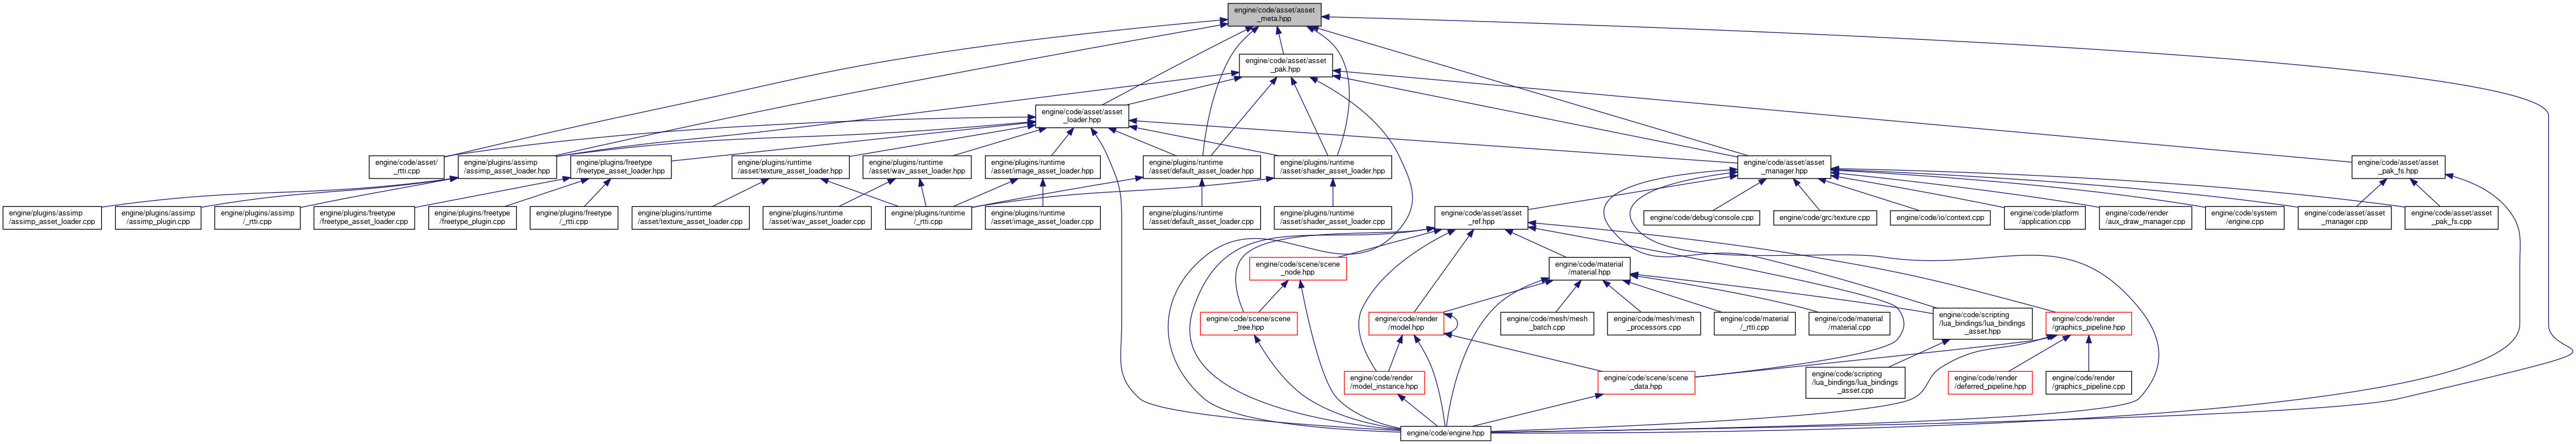 engine/code/asset/asset
_meta.hpp
engine/code/asset/asset
_pak.hpp
engine/code/asset/asset
_loader.hpp
engine/code/asset/
_rtti.cpp
engine/plugins/assimp
/assimp_asset_loader.hpp
engine/plugins/freetype
/freetype_asset_loader.hpp
engine/plugins/runtime
/asset/texture_asset_loader.hpp
engine/plugins/runtime
/asset/wav_asset_loader.hpp
engine/plugins/runtime
/asset/image_asset_loader.hpp
engine/plugins/runtime
/asset/default_asset_loader.hpp
engine/plugins/runtime
/asset/shader_asset_loader.hpp
engine/code/asset/asset
_manager.hpp
engine/code/asset/asset
_pak_fs.hpp
engine/plugins/assimp
/assimp_asset_loader.cpp
engine/plugins/assimp
/assimp_plugin.cpp
engine/plugins/assimp
/_rtti.cpp
engine/plugins/freetype
/freetype_asset_loader.cpp
engine/plugins/freetype
/freetype_plugin.cpp
engine/plugins/freetype
/_rtti.cpp
engine/plugins/runtime
/asset/texture_asset_loader.cpp
engine/plugins/runtime
/asset/wav_asset_loader.cpp
engine/plugins/runtime
/_rtti.cpp
engine/plugins/runtime
/asset/image_asset_loader.cpp
engine/plugins/runtime
/asset/default_asset_loader.cpp
engine/plugins/runtime
/asset/shader_asset_loader.cpp
engine/code/asset/asset
_ref.hpp
engine/code/debug/console.cpp
engine/code/grc/texture.cpp
engine/code/io/context.cpp
engine/code/platform
/application.cpp
engine/code/render
/aux_draw_manager.cpp
engine/code/system
/engine.cpp
engine/code/asset/asset
_manager.cpp
engine/code/asset/asset
_pak_fs.cpp
engine/code/scene/scene
_node.hpp
engine/code/material
/material.hpp
engine/code/scene/scene
_tree.hpp
engine/code/render
/model.hpp
engine/code/mesh/mesh
_batch.cpp
engine/code/mesh/mesh
_processors.cpp
engine/code/material
/_rtti.cpp
engine/code/material
/material.cpp
engine/code/scripting
/lua_bindings/lua_bindings
_asset.hpp
engine/code/render
/graphics_pipeline.hpp
engine/code/render
/model_instance.hpp
engine/code/scene/scene
_data.hpp
engine/code/scripting
/lua_bindings/lua_bindings
_asset.cpp
engine/code/render
/deferred_pipeline.hpp
engine/code/render
/graphics_pipeline.cpp
engine/code/engine.hpp